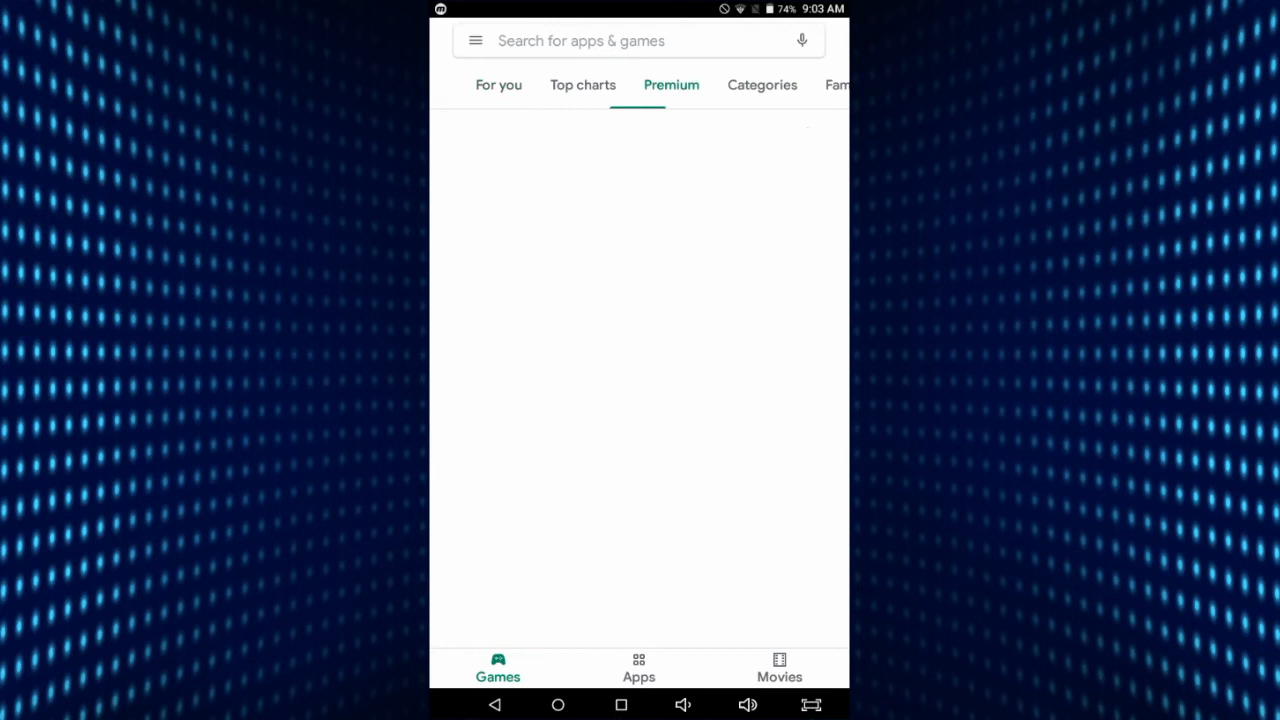 74% 9:03 AM
Search for apps & games
For you Top charts Premium Categories Fam
Games Apps Movies